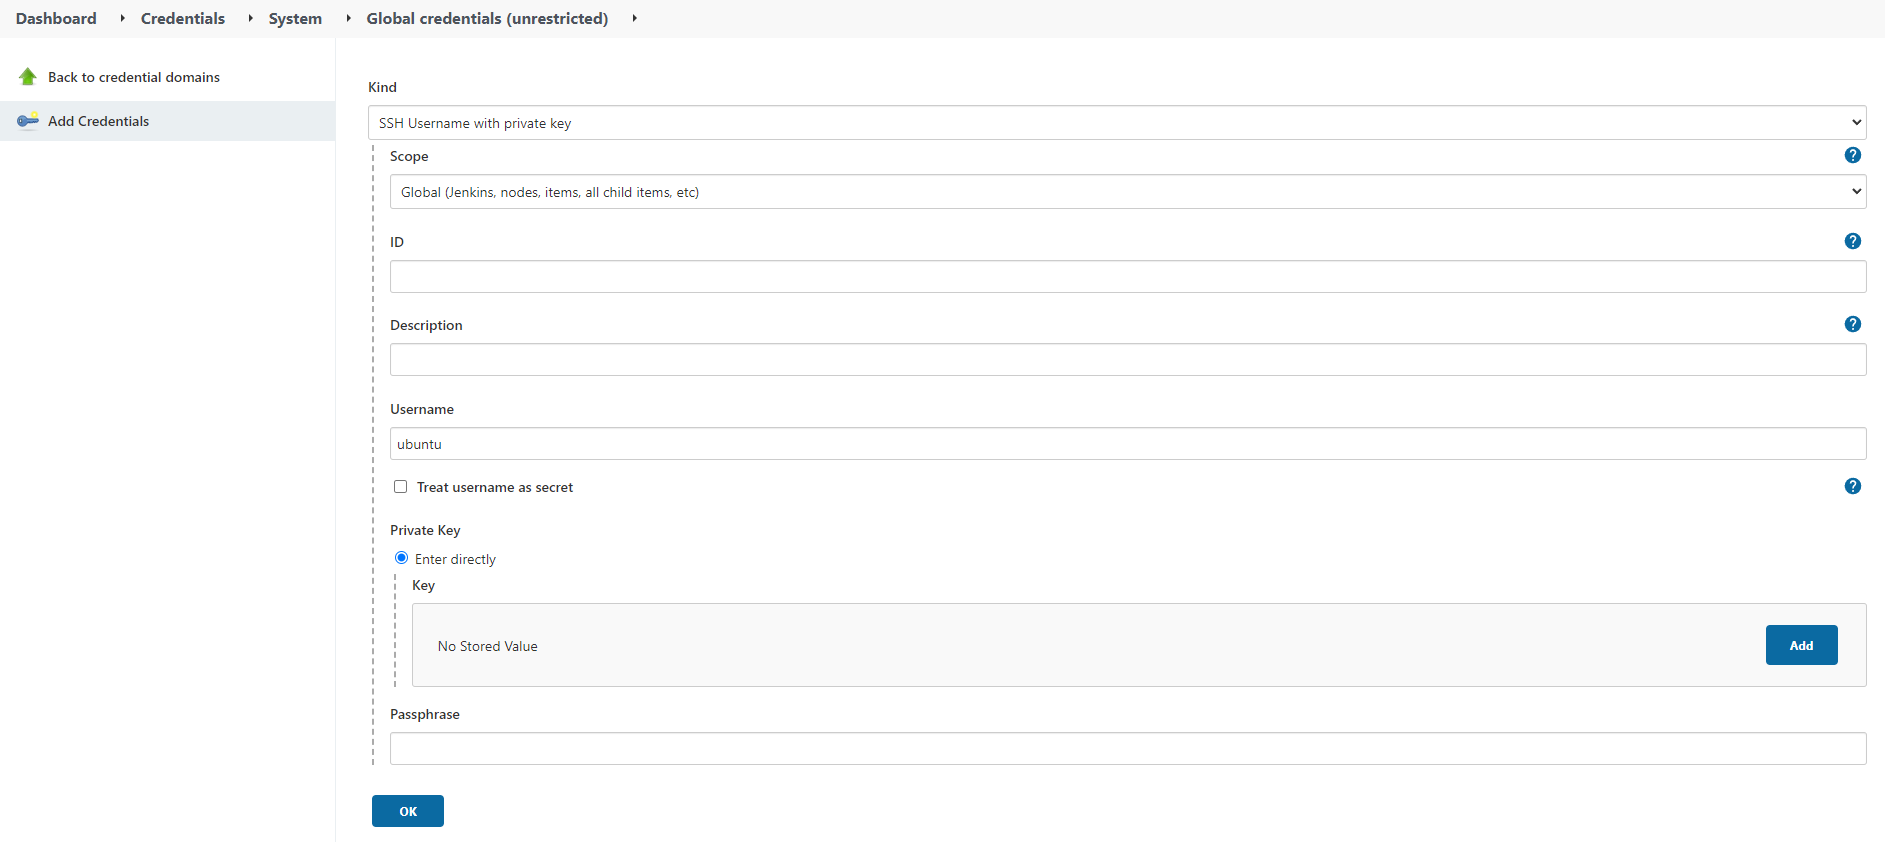 Dashboard Credentials System Global credentials (unrestricted)
Back to credential domains
Add Credentials
Kind
SSH Username with private key
Scope
Global (Jenkins, nodes, items, all child items, etc)
ID
Description
Username
ubuntu
Treat username as secret
Private Key
Enter directly
Key
No Stored Value
Add
Passphrase
OK